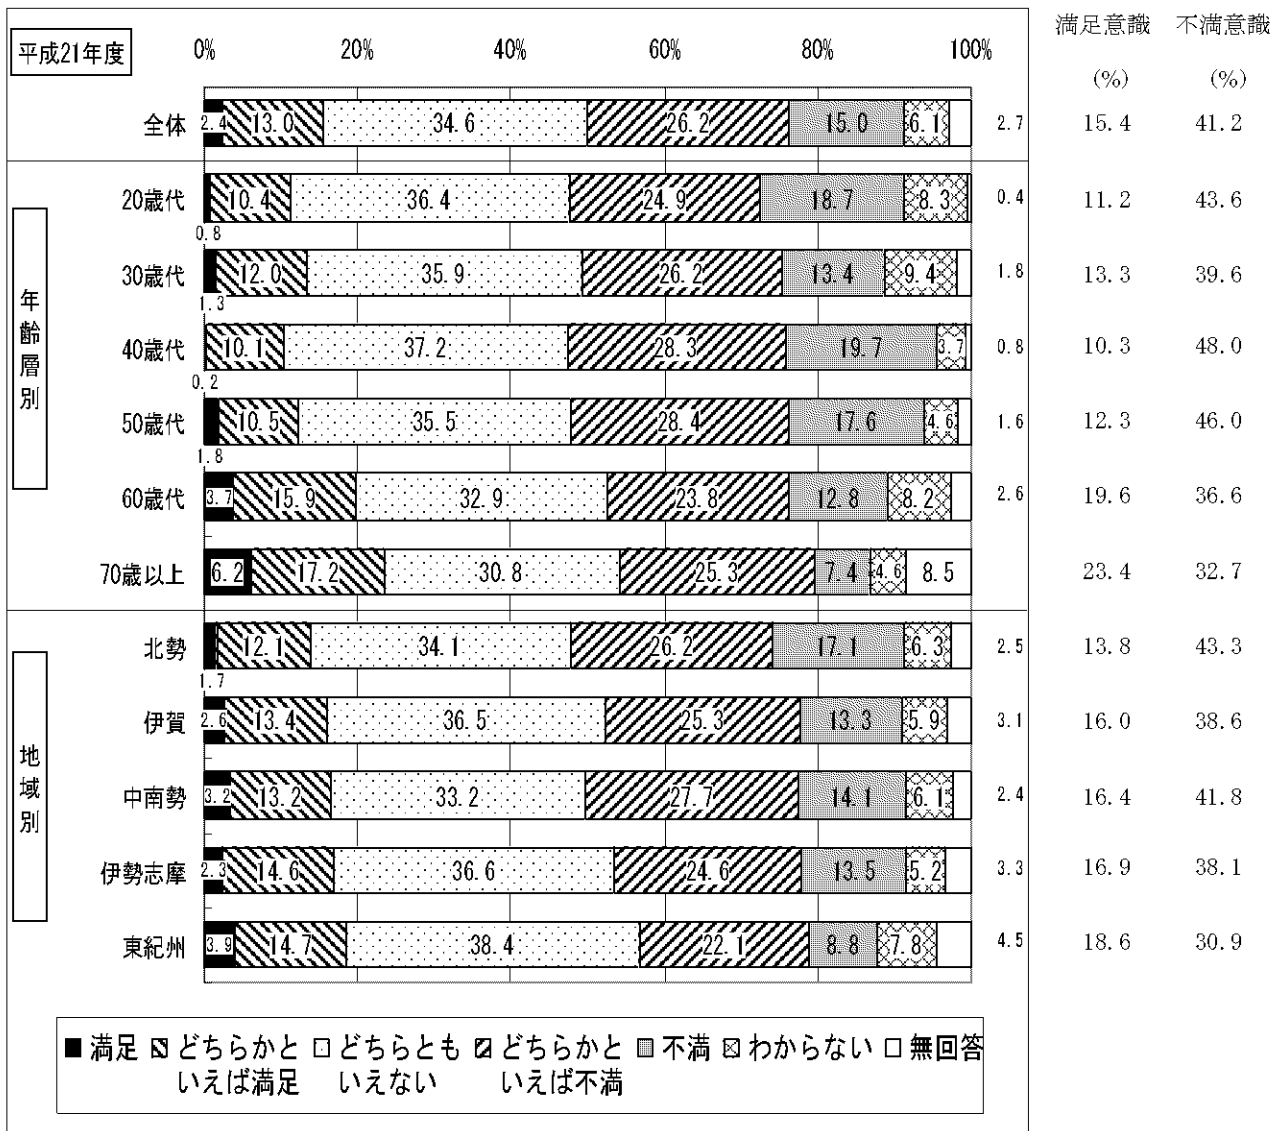 満足意識 不満意識
平成21年度 0% 20% 40% 60% 80% 100%
(%) (%)
全体 2.4 13.0 34.6 26.2 15.0 6.1 2.7 15.4 41.2
年齢層別
20歳代 10.4 36.4 24.9 18.7 8.3 0.4 11.2 43.6
0.8
30歳代 12.0 35.9 26.2 13.4 9.4 1.8 13.3 39.6
1.3
40歳代 10.1 37.2 28.3 19.7 3.7 0.8 10.3 48.0
0.2
50歳代 10.5 35.5 28.4 17.6 4.6 1.6 12.3 46.0
1.8
60歳代 3.7 15.9 32.9 23.8 12.8 8.2 2.6 19.6 36.6
70歳以上 6.2 17.2 30.8 25.3 7.4 4.6 8.5 23.4 32.7
地域別
北勢 12.1 34.1 26.2 17.1 6.3 2.5 13.8 43.3
1.7
伊賀 2.6 13.4 36.5 25.3 13.3 5.9 3.1 16.0 38.6
中南勢 3.2 13.2 33.2 27.7 14.1 6.1 2.4 16.4 41.8
伊勢志摩 2.3 14.6 36.6 24.6 13.5 5.2 3.3 16.9 38.1
東紀州 3.9 14.7 38.4 22.1 8.8 7.8 4.5 18.6 30.9
満足 どちらかと どちらとも どちらかと 不満 わからない 無回答
いえば満足 いえない いえば不満